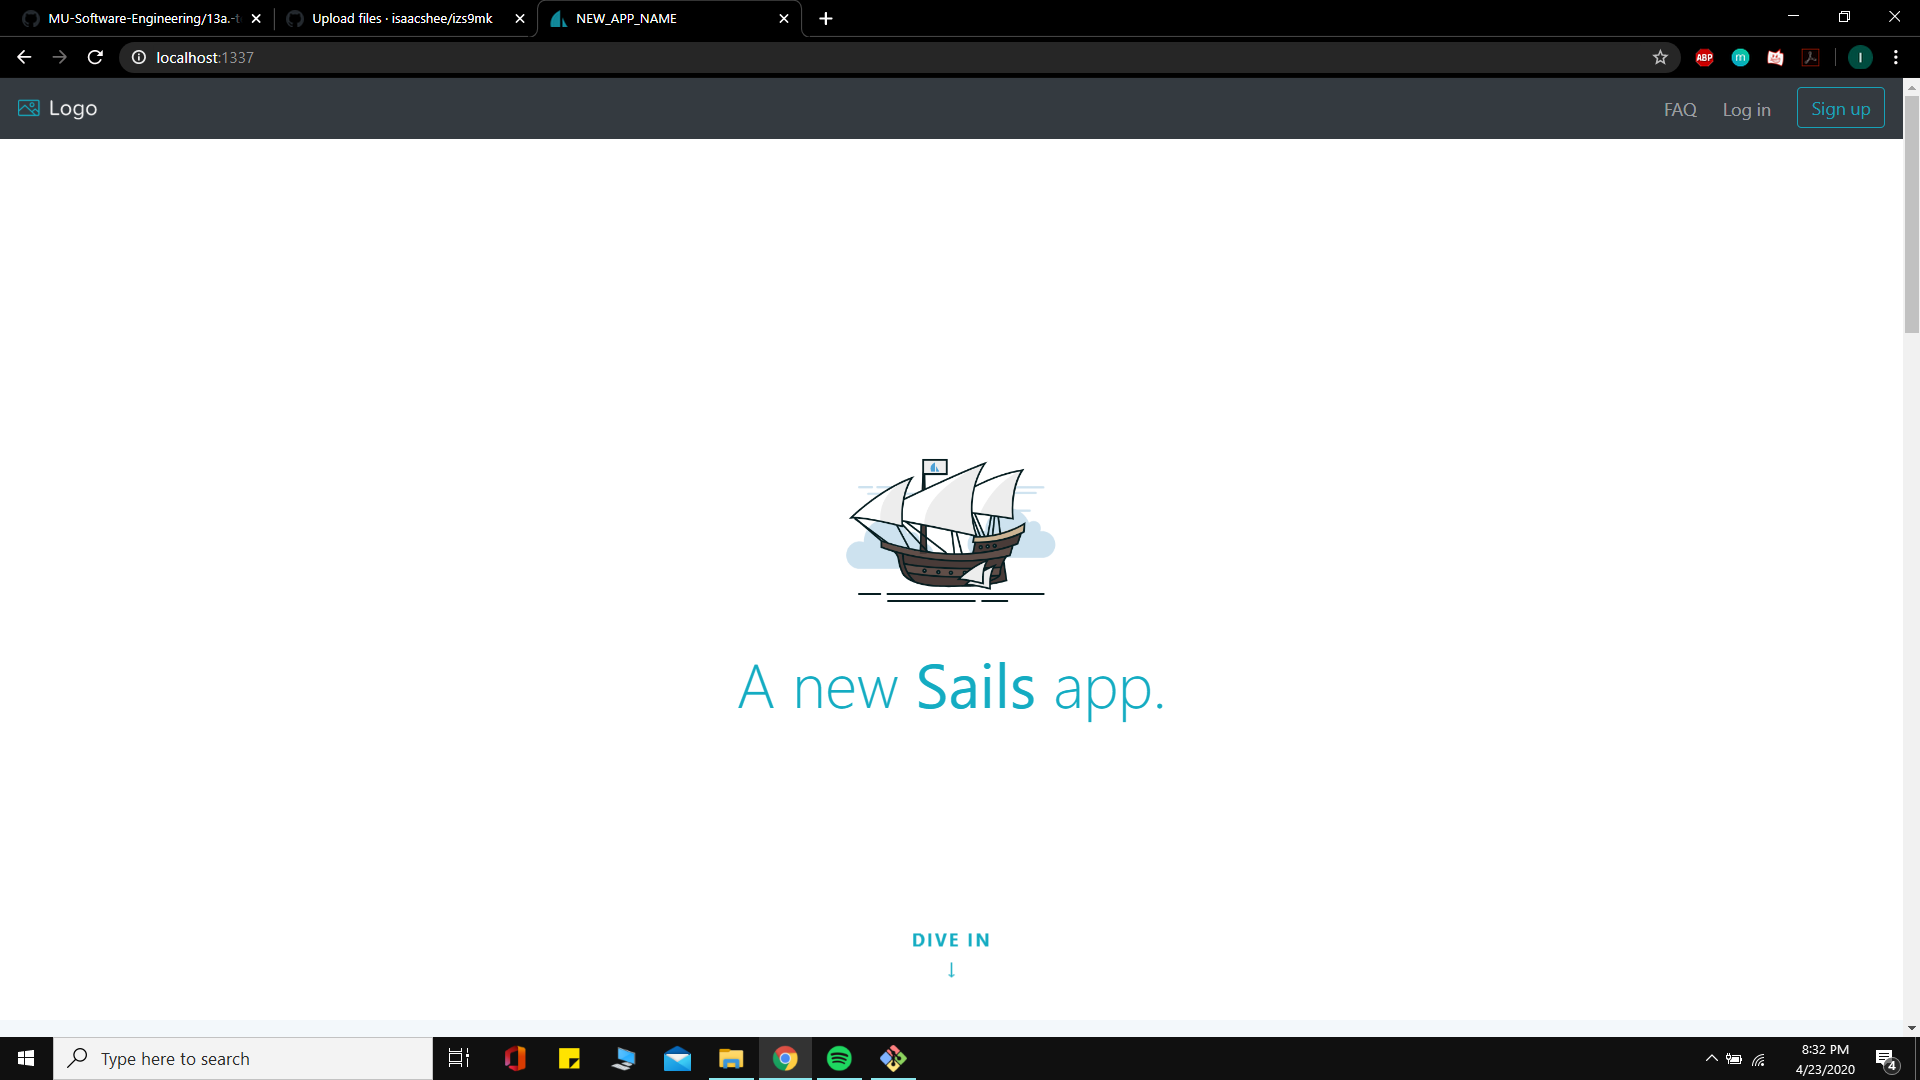 MU-Software-Engineering/13a.-t
Upload files · isaacshee/izs9mk
NEW_APP_NAME
localhost:1337
ABP
m
I
Logo
FAQ
Log in
Sign up
A new Sails app.
DIVE IN
↓
Type here to search
8:32 PM
4/23/2020
4